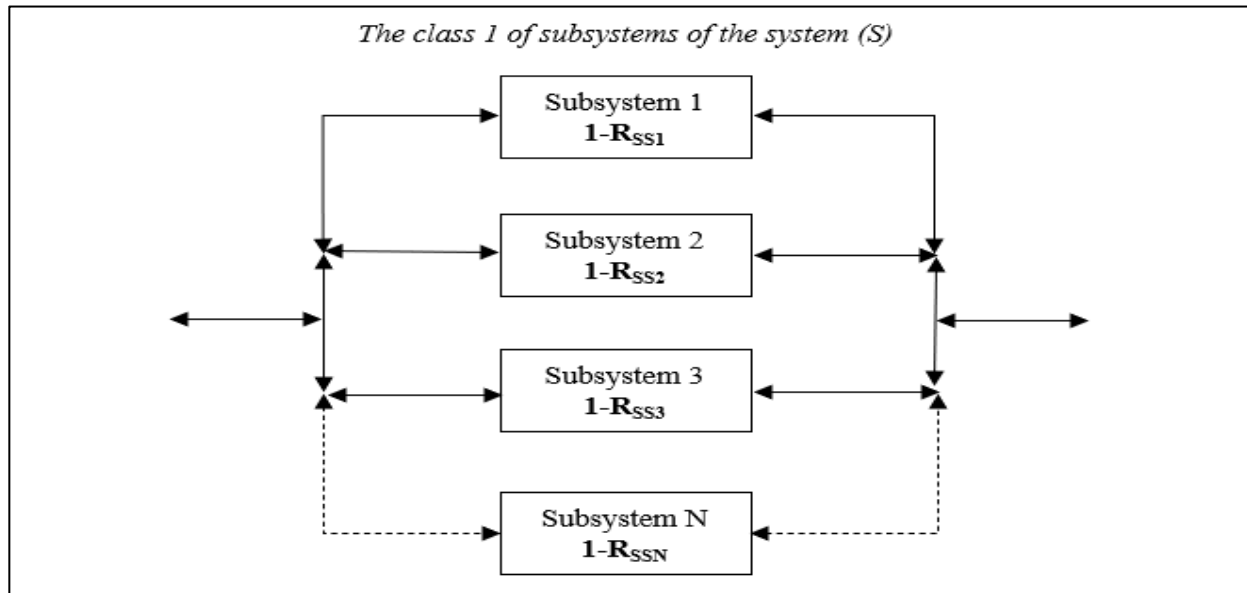 The class 1 of subsystems of the system (S)
Subsystem 1
1-RSS1
Subsystem 2
1-RSS2
Subsystem 3
1-RSS3
Subsystem N
1-RSSN